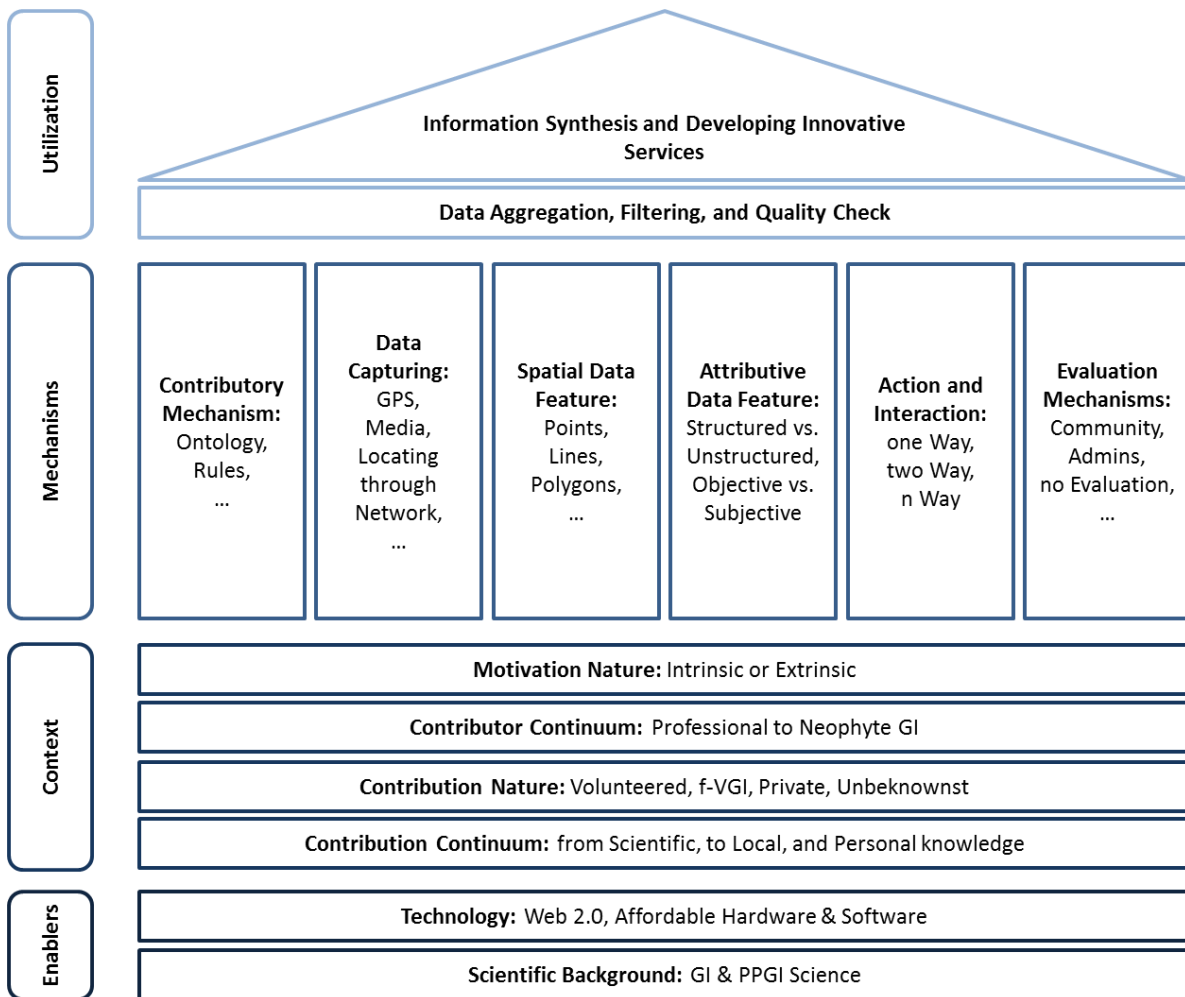 Utilization
Information Synthesis and Developing Innovative
Services
Data Aggregation, Filtering, and Quality Check
Mechanisms
Contributory
Mechanism:
Ontology,
Rules,
...
Data
Capturing:
GPS,
Media,
Locating
through
Network,
...
Spatial Data
Feature:
Points,
Lines,
Polygons,
...
Attributive
Data Feature:
Structured vs.
Unstructured,
Objective vs.
Subjective
Action and
Interaction:
one Way,
two Way,
n Way
Evaluation
Mechanisms:
Community,
Admins,
no Evaluation,
...
Context
Motivation Nature: Intrinsic or Extrinsic
Contributor Continuum: Professional to Neophyte GI
Contribution Nature: Volunteered, f-VGI, Private, Unbeknownst
Contribution Continuum: from Scientific, to Local, and Personal knowledge
Enablers
Technology: Web 2.0, Affordable Hardware & Software
Scientific Background: GI & PPGI Science